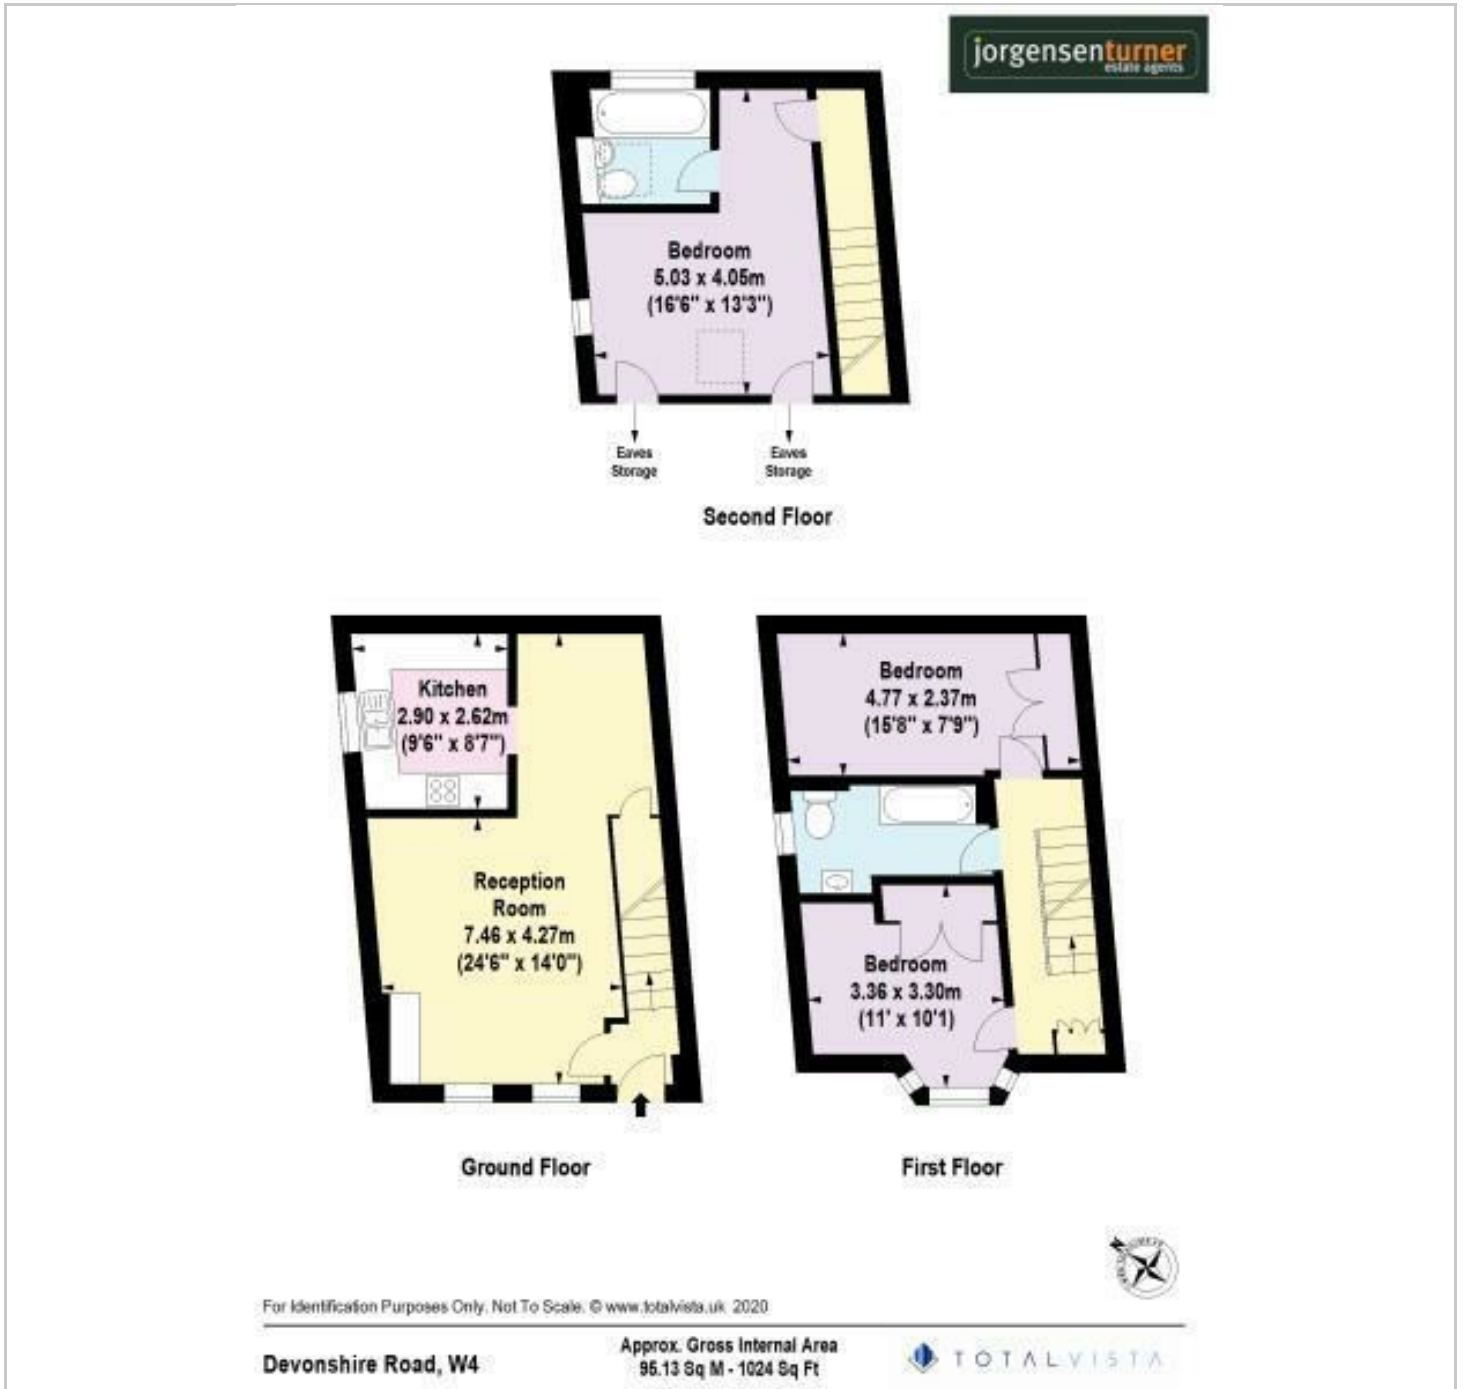 jorgensenturner
estate agents
Bedroom
5.03 x 4.05m
(16'6" x 13'3")
Eaves
Storage
Eaves
Storage
Second Floor
Kitchen
2.90 x 2.62m
(9'6" x 8'7")
Reception
Room
7.46 x 4.27m
(24'6" x 14'0")
Ground Floor
Bedroom
4.77 x 2.37m
(15'8" x 7'9")
Bedroom
3.36 x 3.30m
(11' x 10'1)
First Floor
N
For Identification Purposes Only. Not To Scale. © www.totalvista.uk 2020
Devonshire Road, W4
Approx. Gross Internal Area
95.13 Sq M - 1024 Sq Ft
TOTALVISTA